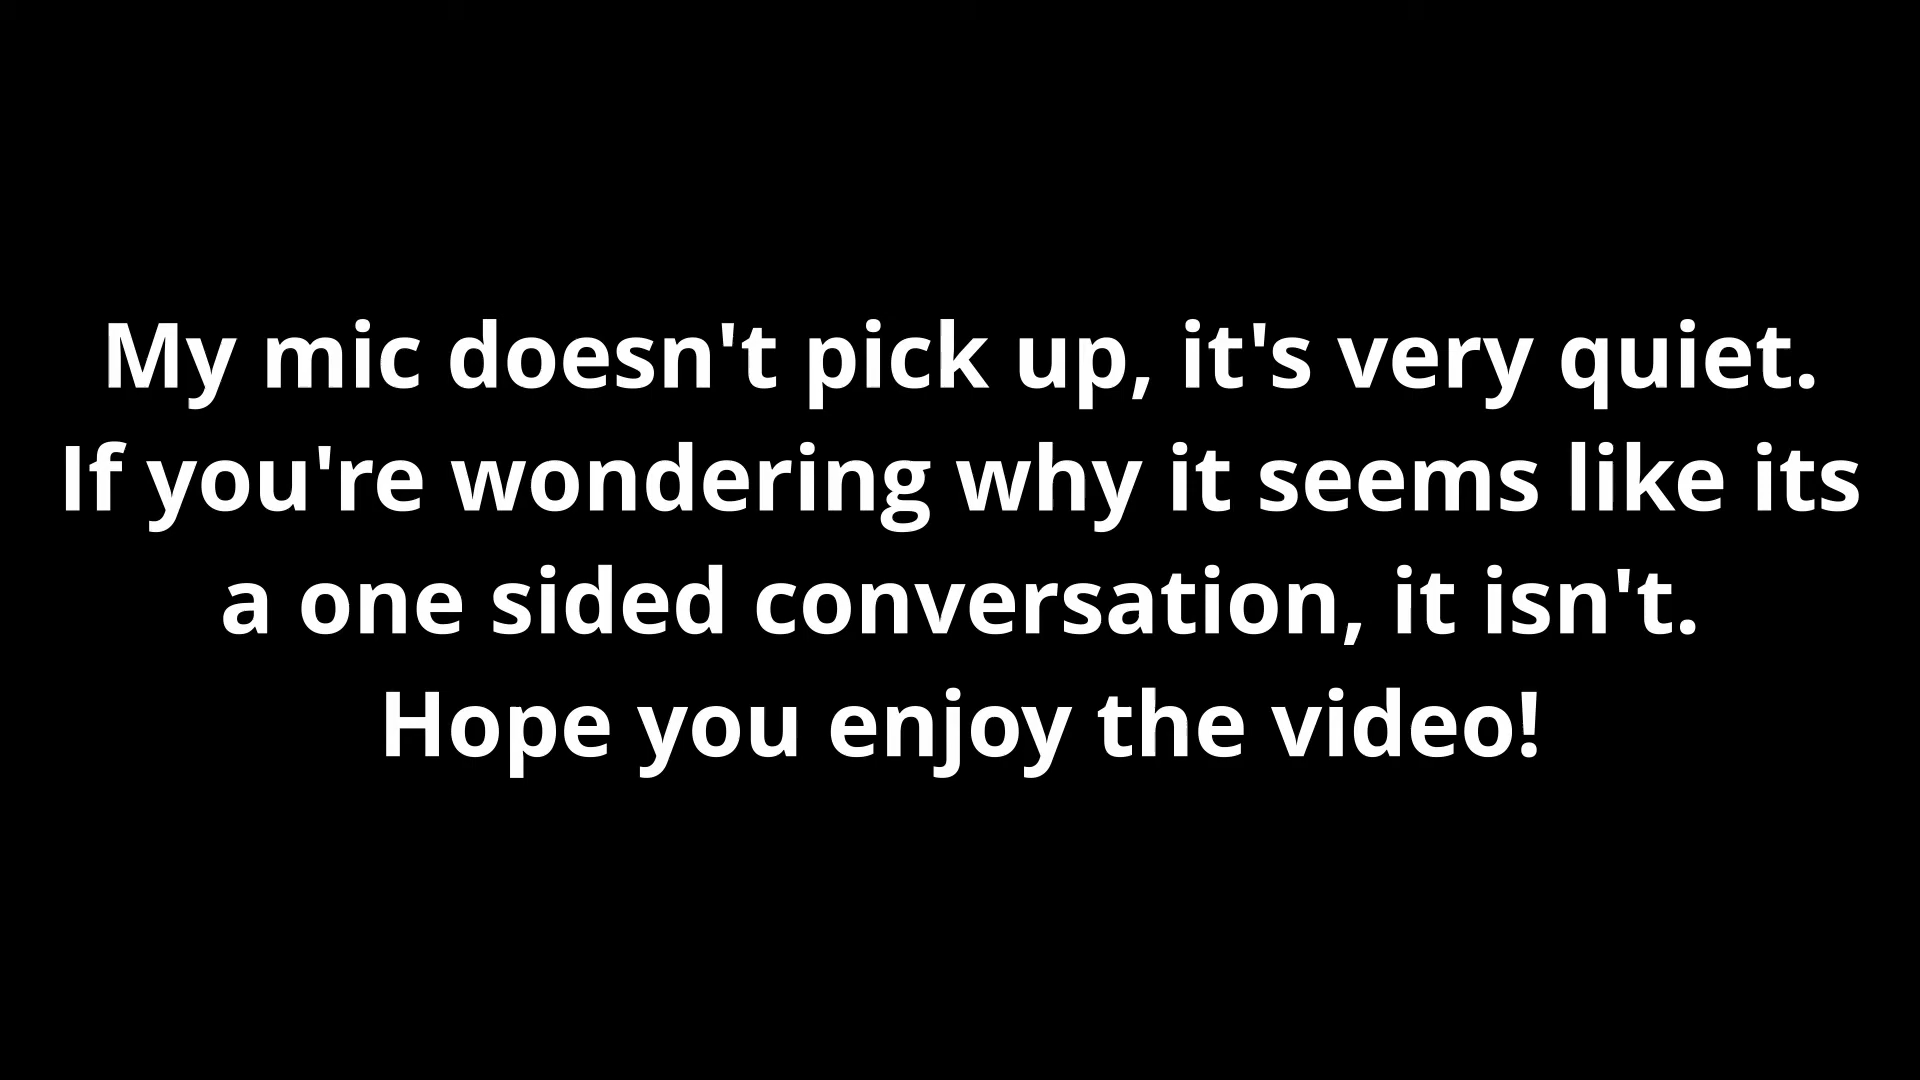 My mic doesn't pick up, it's very quiet.
If you're wondering why it seems like its
a one sided conversation, it isn't.
Hope you enjoy the video!